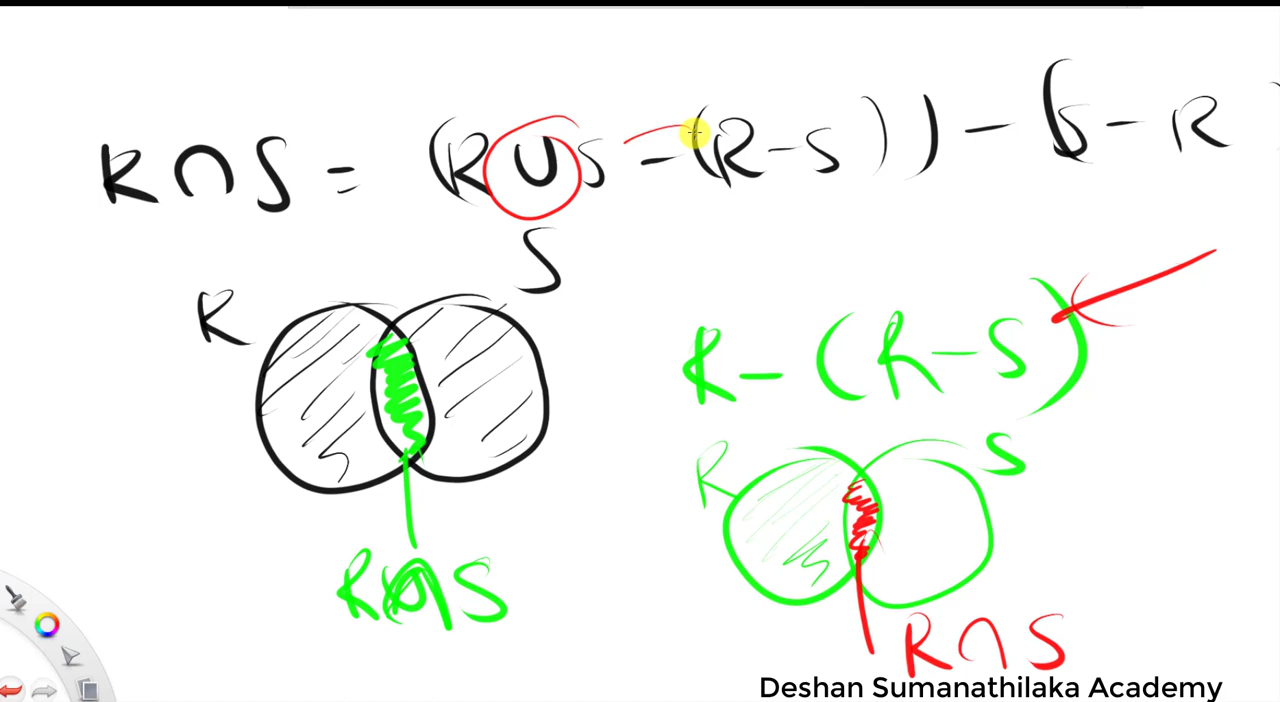 R ∩ S = (R ∪ S - (R - S)) - (S - R)
S
R
R - (R - S)
S
R
R ∩ S
R ∩ S
Deshan Sumanathilaka Academy